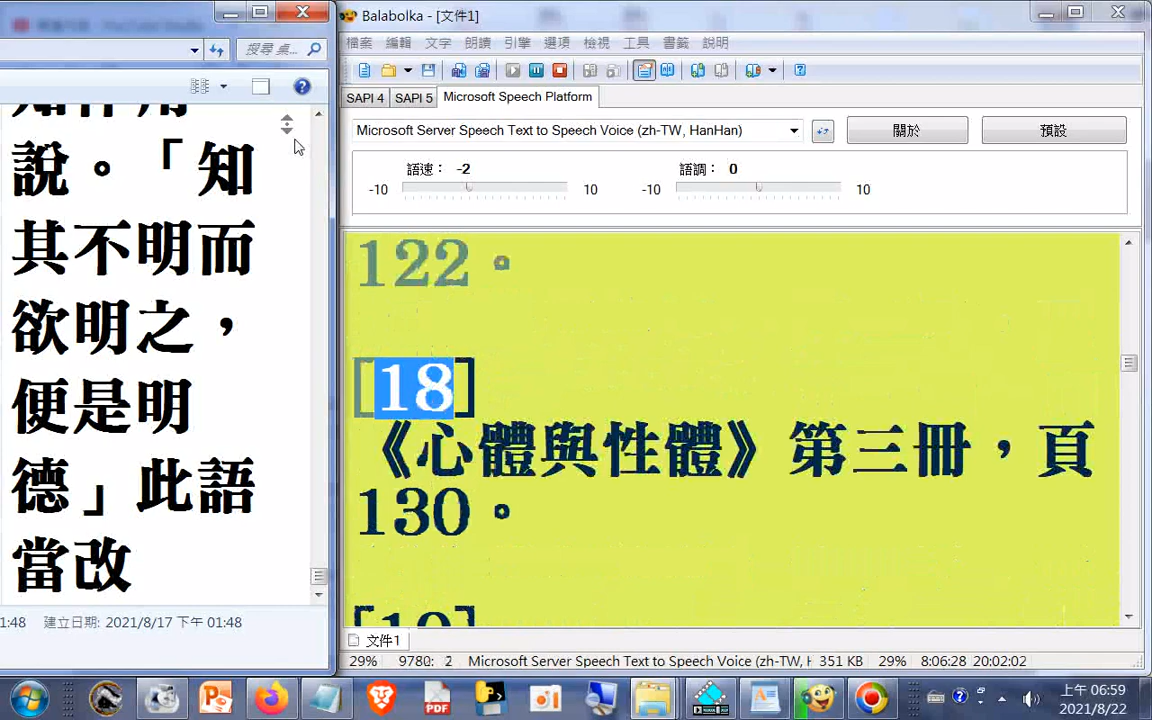 搜尋 桌...
說。「知
其不明而
欲明之，
便是明
德」此語
當改
1:48 建立日期: 2021/8/17 下午 01:48
Balabolka - [文件1]
檔案 編輯 文字 朗讀 引擎 選項 檢視 工具 書籤 說明
SAPI 4 SAPI 5 Microsoft Speech Platform
Microsoft Server Speech Text to Speech Voice (zh-TW, HanHan) 關於 預設
語速： -2 語調： 0
-10 10 -10 10
122。
[18]
《心體與性體》第三冊，頁
130。
[19]
文件1
29% 9780: 2 Microsoft Server Speech Text to Speech Voice (zh-TW, H 351 KB 29% 8:06:28 20:02:02
PDF
上午 06:59
2021/8/22